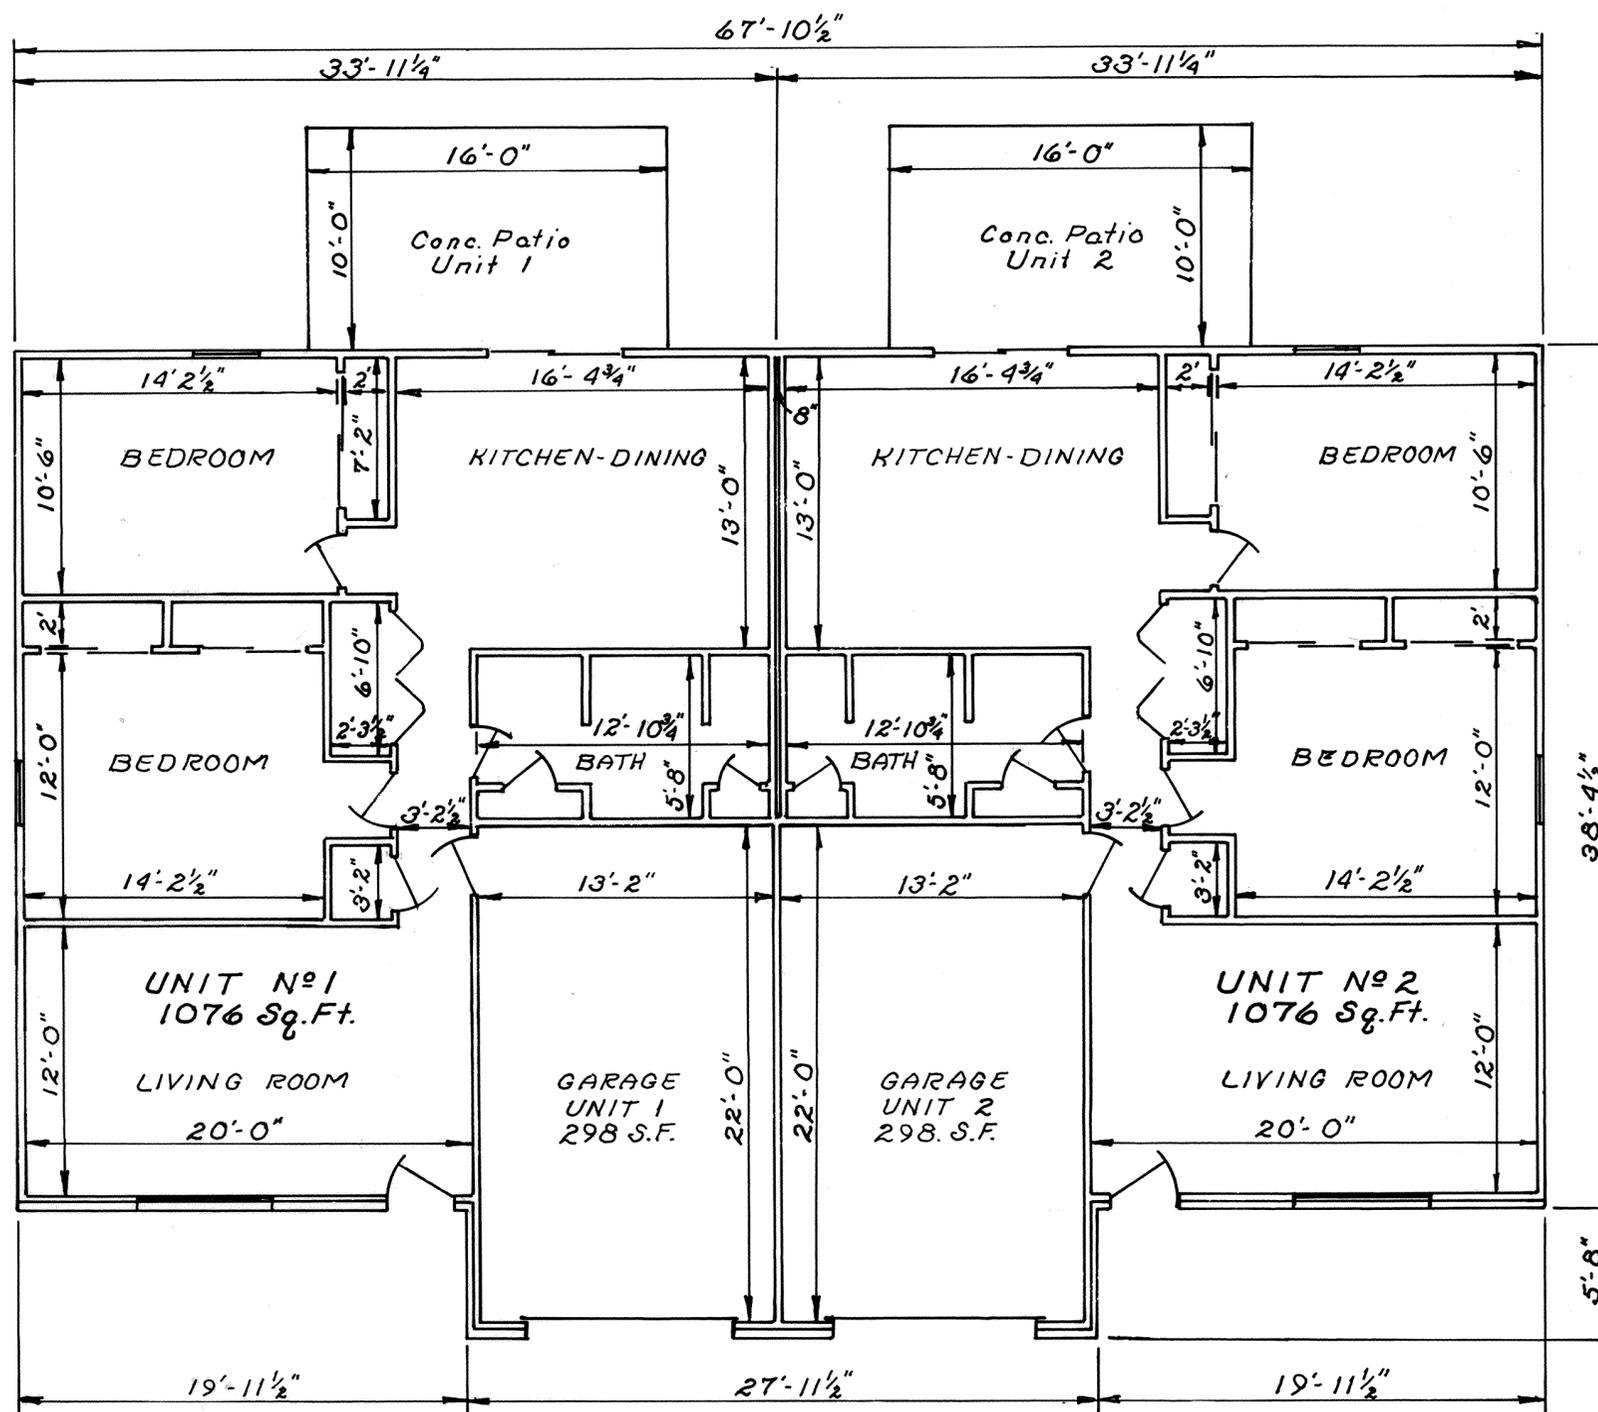 67'-10½"
33'-11¼" 33'-11¼"
16'-0" 16'-0"
10'-0" 10'-0"
Conc. Patio
Unit 1
Conc. Patio
Unit 2
14'2½" 2' 16'-4¾" 16'-4¾" 2' 14'-2½"
8"
10'-6" 7'-2" 13'-0" 13'-0" 10'-6"
BEDROOM KITCHEN-DINING KITCHEN-DINING BEDROOM
2' 2'
6'-10" 6'-10"
2'-3½" 12'-10¾" 12'-10¾" 2'-3½"
12'-0" BEDROOM BATH BATH BEDROOM 12'-0"
5'-8" 5'-8"
38'-4½"
3'-2½" 3'-2½"
14'-2½" 3'-2" 13'-2" 13'-2" 3'-2" 14'-2½"
UNIT Nº 1
1076 Sq.Ft.
UNIT Nº 2
1076 Sq.Ft.
12'-0" 22'-0" 22'-0" 12'-0"
LIVING ROOM
20'-0"
GARAGE
UNIT 1
298 S.F.
GARAGE
UNIT 2
298. S.F.
LIVING ROOM
20'-0"
5'-8"
19'-11½" 27'-11½" 19'-11½"